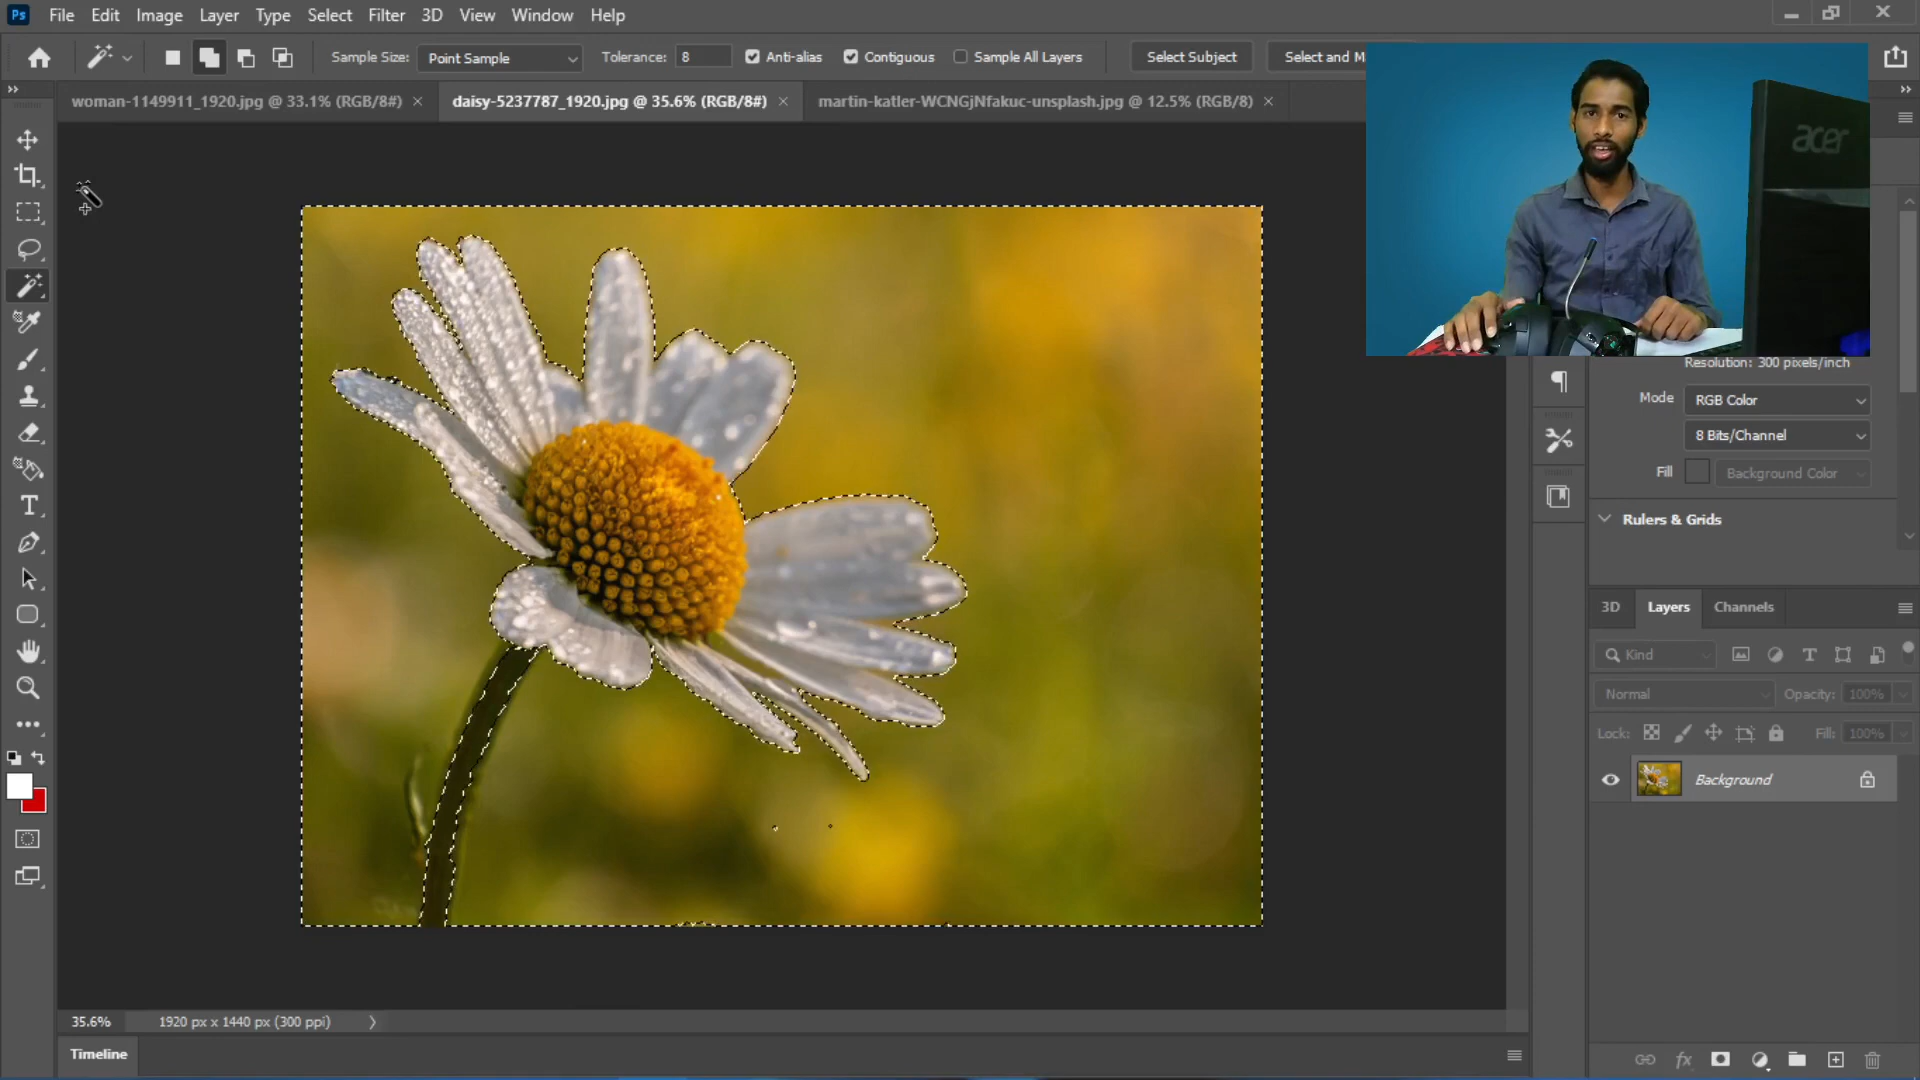 Ps File Edit Image Layer Type Select Filter 3D View Window Help
Sample Size: Point Sample Tolerance: 8 Anti-alias Contiguous Sample All Layers Select Subject Select and M
woman-1149911_1920.jpg @ 33.1% (RGB/8#) × daisy-5237787_1920.jpg @ 35.6% (RGB/8#) × martin-katler-WCNGjNfakuc-unsplash.jpg @ 12.5% (RGB/8) ×
acer
Resolution: 300 pixels/inch
Mode RGB Color
8 Bits/Channel
Fill Background Color
Rulers & Grids
3D Layers Channels
Kind
Normal Opacity: 100%
Lock: Fill: 100%
Background
fx
35.6% 1920 px x 1440 px (300 ppi)
Timeline